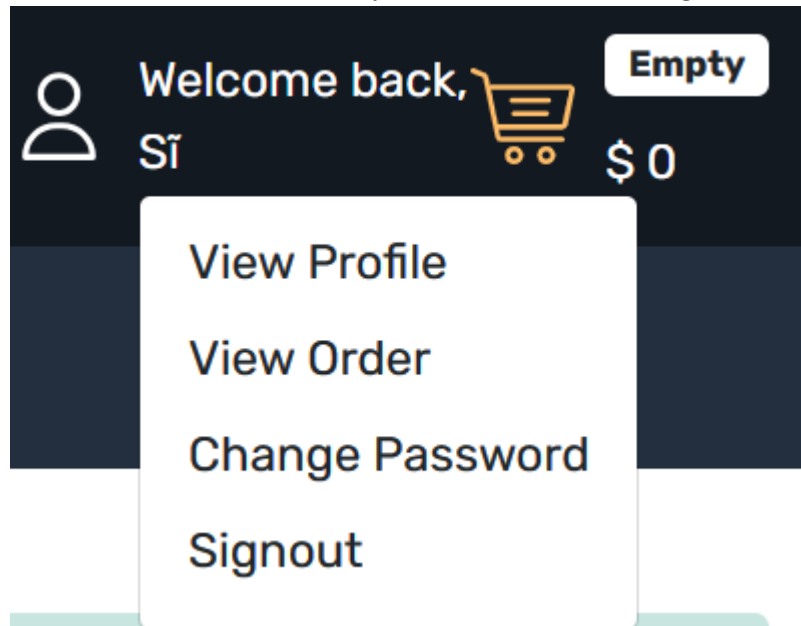 Welcome back,
Sĩ
Empty
$ 0
View Profile
View Order
Change Password
Signout